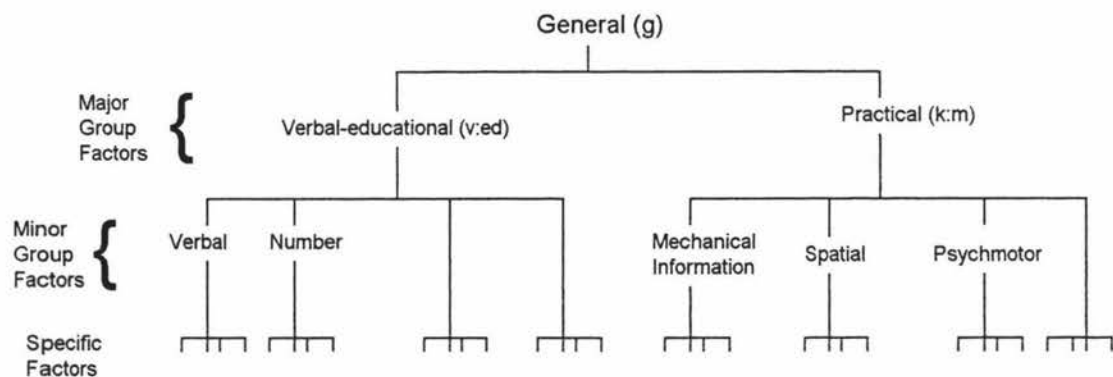 General (g)
Major
Group
Factors
Verbal-educational (v:ed)
Practical (k:m)
Minor
Group
Factors
Verbal
Number
Mechanical
Information
Spatial
Psychmotor
Specific
Factors